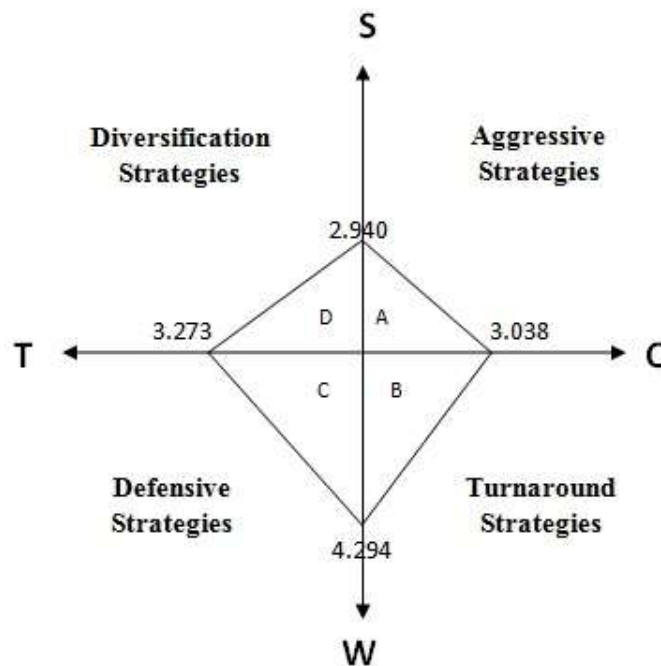 S
Diversification
Strategies
Aggressive
Strategies
2.940
D
A
3.273
3.038
T
O
C
B
Defensive
Strategies
Turnaround
Strategies
4.294
W